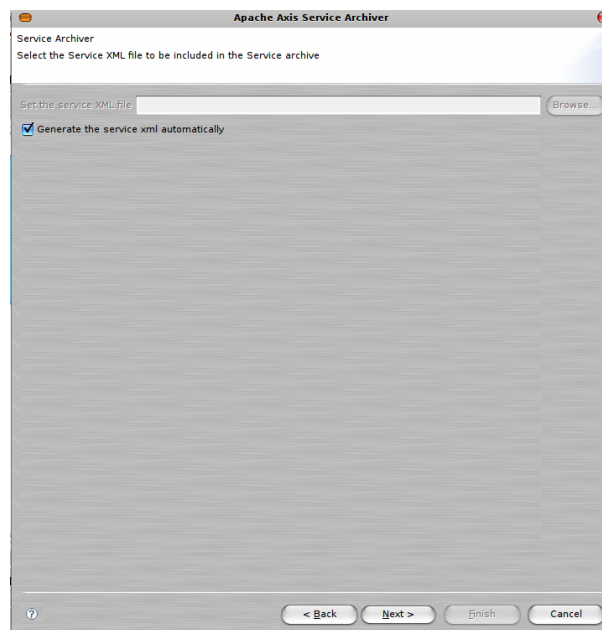 Apache Axis Service Archiver
Service Archiver
Select the Service XML file to be included in the Service archive
Set the service XML file Browse...
Generate the service xml automatically
? < Back Next > Finish Cancel